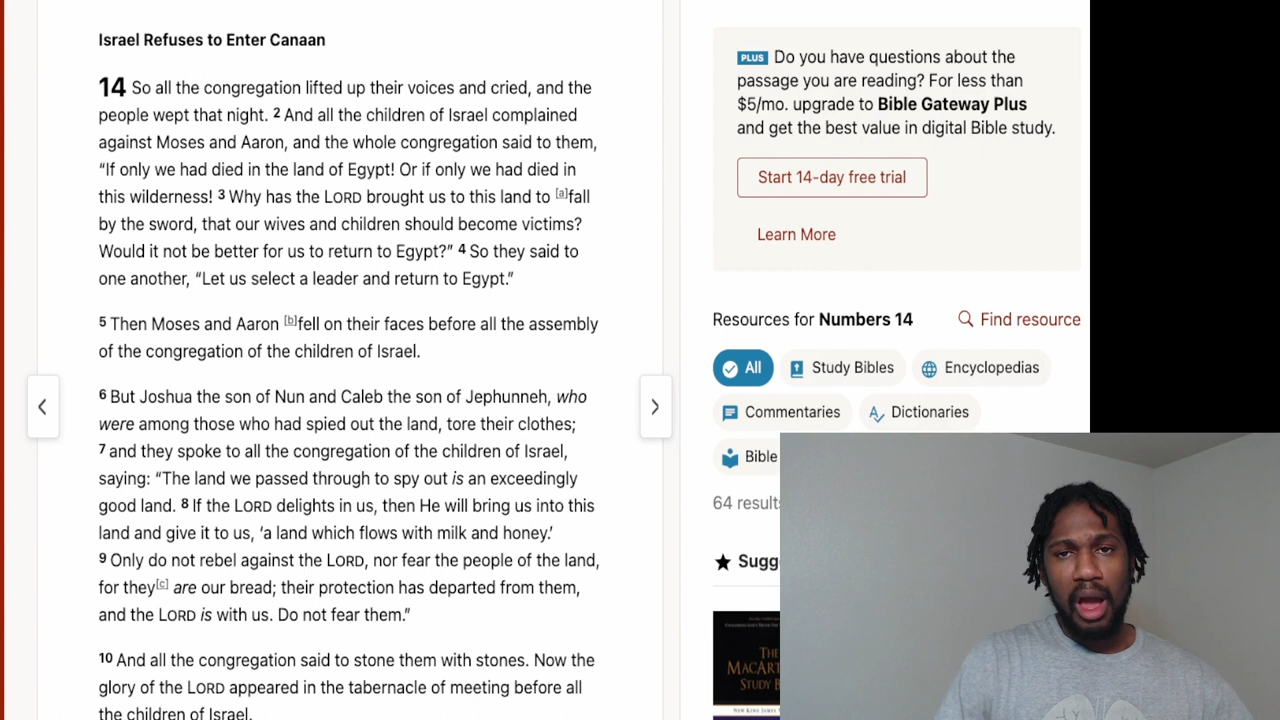 Israel Refuses to Enter Canaan
14 So all the congregation lifted up their voices and cried, and the
people wept that night. 2 And all the children of Israel complained
against Moses and Aaron, and the whole congregation said to them,
“If only we had died in the land of Egypt! Or if only we had died in
this wilderness! 3 Why has the LORD brought us to this land to [a]fall
by the sword, that our wives and children should become victims?
Would it not be better for us to return to Egypt?” 4 So they said to
one another, “Let us select a leader and return to Egypt.”
5 Then Moses and Aaron [b]fell on their faces before all the assembly
of the congregation of the children of Israel.
6 But Joshua the son of Nun and Caleb the son of Jephunneh, who
were among those who had spied out the land, tore their clothes;
7 and they spoke to all the congregation of the children of Israel,
saying: “The land we passed through to spy out is an exceedingly
good land. 8 If the LORD delights in us, then He will bring us into this
land and give it to us, ‘a land which flows with milk and honey.’
9 Only do not rebel against the LORD, nor fear the people of the land,
for they[c] are our bread; their protection has departed from them,
and the LORD is with us. Do not fear them.”
10 And all the congregation said to stone them with stones. Now the
glory of the LORD appeared in the tabernacle of meeting before all
the children of Israel.
PLUS Do you have questions about the
passage you are reading? For less than
$5/mo. upgrade to Bible Gateway Plus
and get the best value in digital Bible study.
Start 14-day free trial
Learn More
Resources for Numbers 14 Find resource
All Study Bibles Encyclopedias
Commentaries Dictionaries
Bible
64 results
Sugg
THE
MACART
STUDY B
NEW KING JAMES